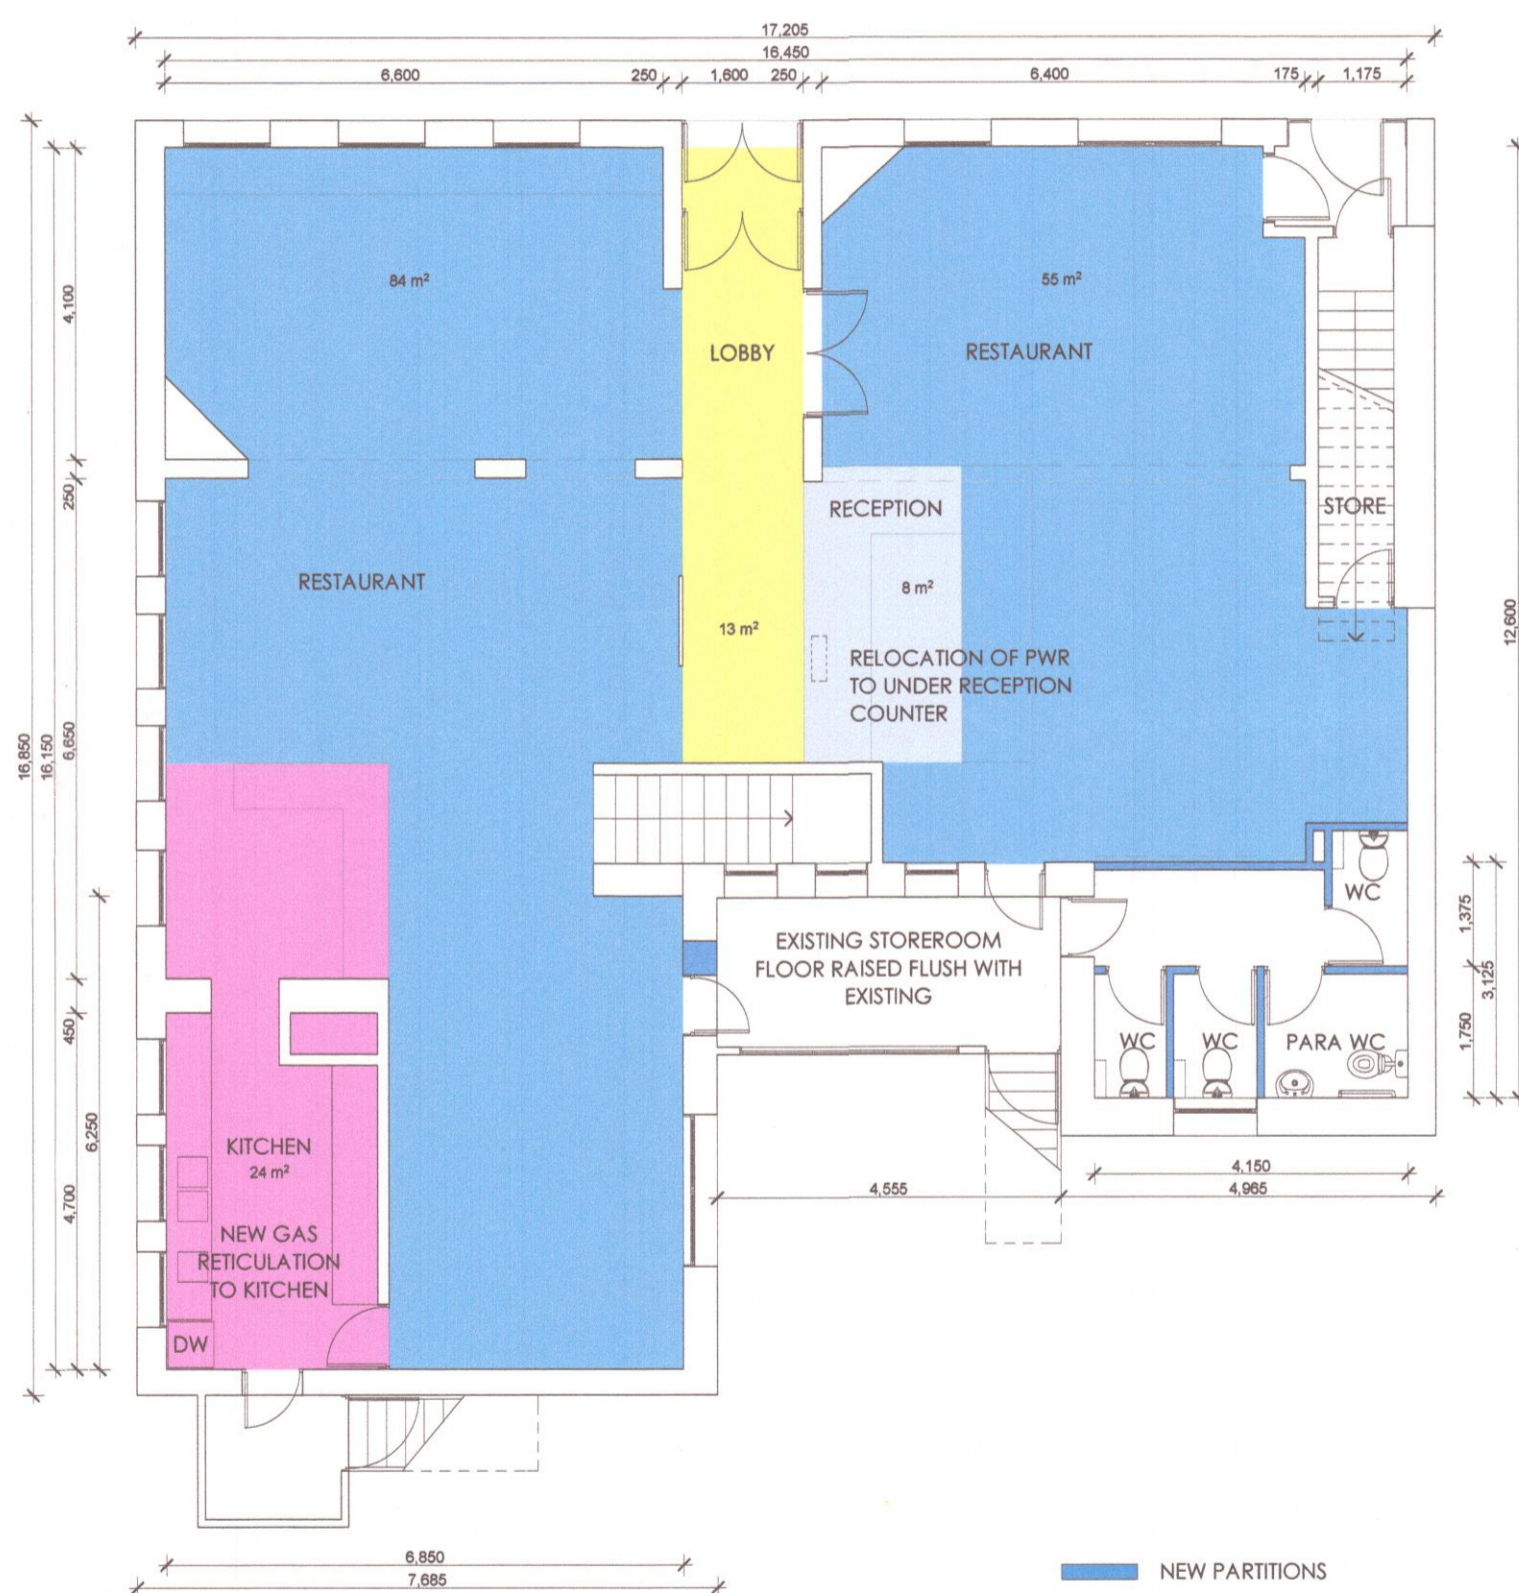 17,205
16,450
6,600
250
1,600
250
6,400
175
1,175
84 m²
55 m²
LOBBY
RESTAURANT
4,100
250
RECEPTION
STORE
RESTAURANT
8 m²
13 m²
RELOCATION OF PWR
TO UNDER RECEPTION
COUNTER
12,600
16,850
16,150
6,650
WC
EXISTING STOREROOM
FLOOR RAISED FLUSH WITH
EXISTING
1,375
3,125
1,750
450
WC
WC
PARA WC
6,250
4,700
KITCHEN
24 m²
NEW GAS
RETICULATION
TO KITCHEN
DW
4,555
4,150
4,965
6,850
7,685
NEW PARTITIONS